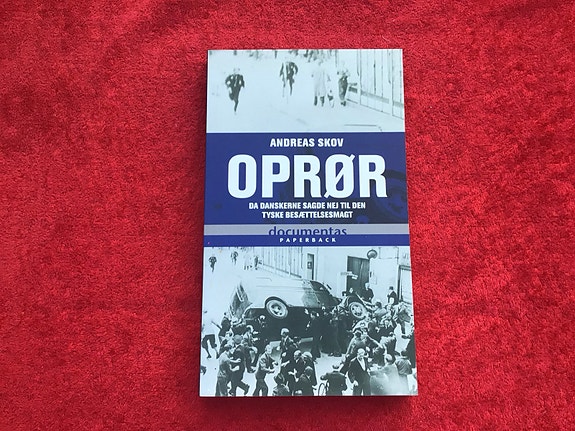 ANDREAS SKOV
OPRØR
DA DANSKERNE SAGDE NEJ TIL DEN
TYSKE BESÆTTELSESMAGT
documentas
PAPERBACK